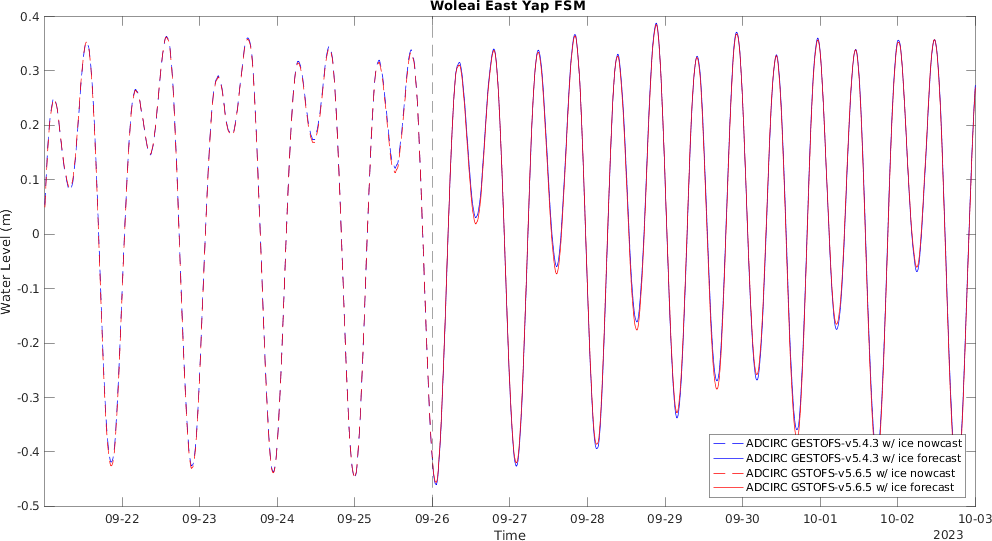 Woleai East Yap FSM
0.4
0.3
0.2
0.1
0
-0.1
-0.2
-0.3
-0.4
-0.5
Water Level (m)
ADCIRC GESTOFS-v5.4.3 w/ ice nowcast
ADCIRC GESTOFS-v5.4.3 w/ ice forecast
ADCIRC GSTOFS-v5.6.5 w/ ice nowcast
ADCIRC GSTOFS-v5.6.5 w/ ice forecast
09-22 09-23 09-24 09-25 09-26 09-27 09-28 09-29 09-30 10-01 10-02 10-03
Time
2023